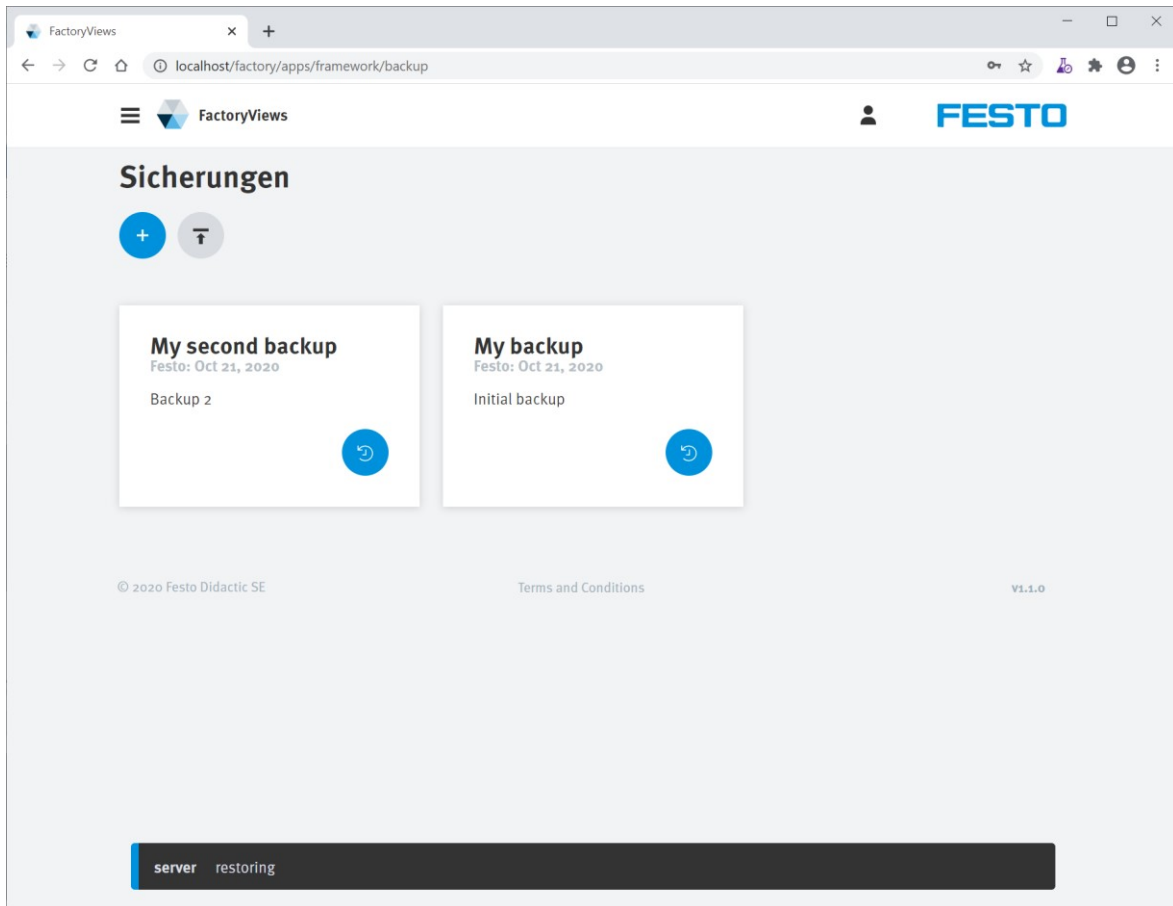 FactoryViews
localhost/factory/apps/framework/backup
FactoryViews
FESTO
Sicherungen
My second backup
Festo: Oct 21, 2020
Backup 2
My backup
Festo: Oct 21, 2020
Initial backup
© 2020 Festo Didactic SE
Terms and Conditions
v1.1.0
server restoring